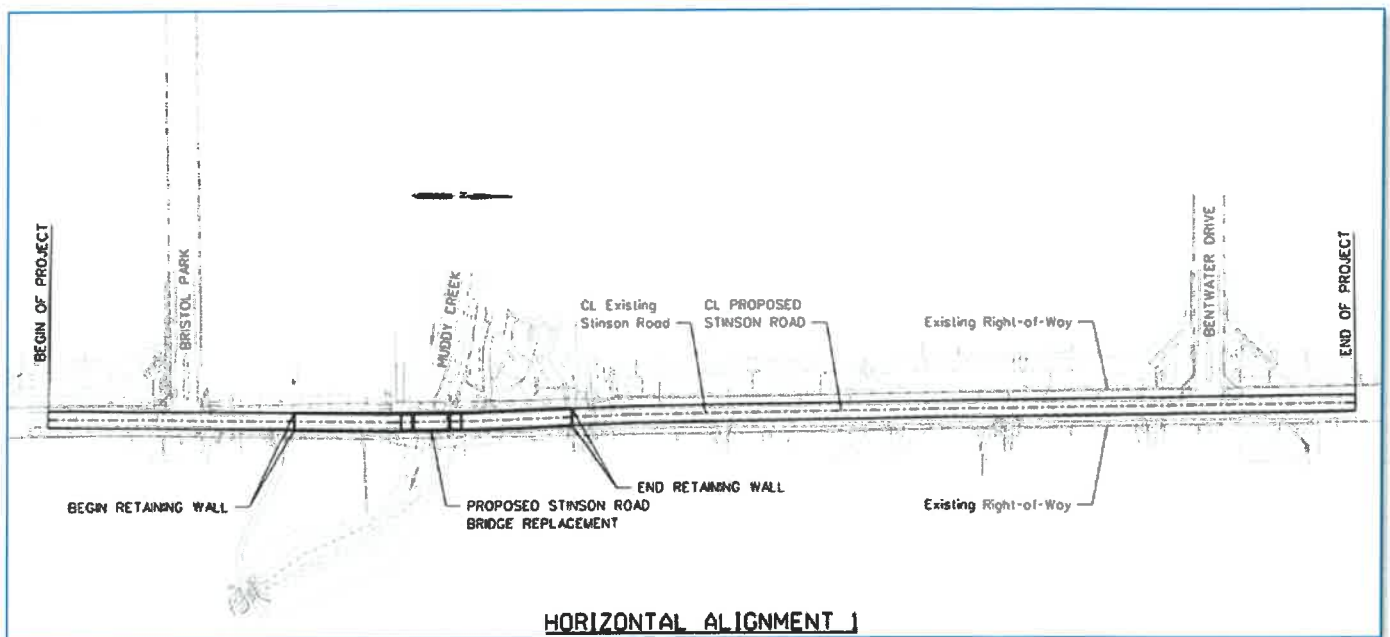 BEGIN OF PROJECT
BRISTOL PARK
MUDDY CREEK
Z
CL Existing
Stinson Road
CL PROPOSED
STINSON ROAD
Existing Right-of-Way
BENTWATER DRIVE
END OF PROJECT
BEGIN RETAINING WALL
PROPOSED STINSON ROAD
BRIDGE REPLACEMENT
END RETAINING WALL
Existing Right-of-Way
HORIZONTAL ALIGNMENT 1